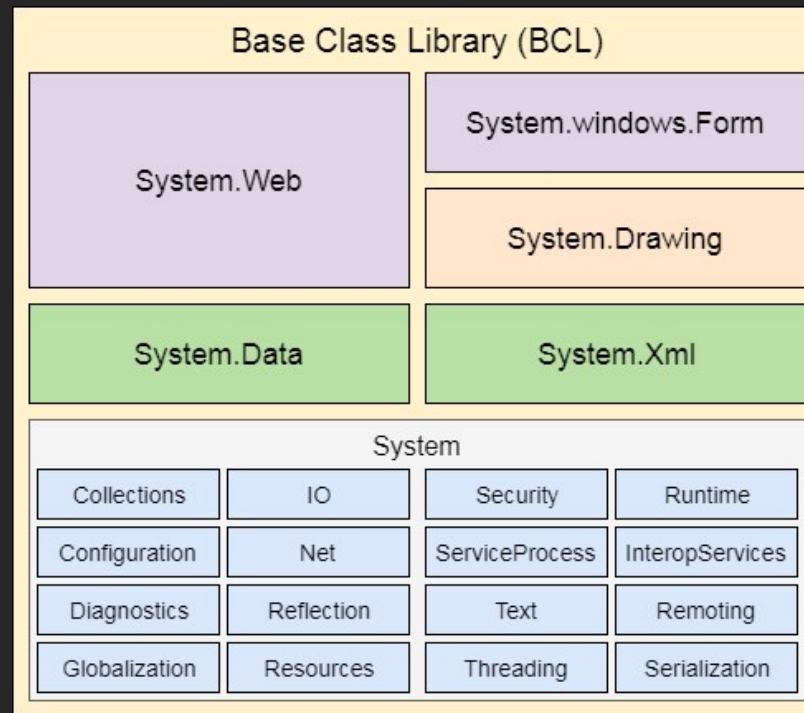 Base Class Library (BCL)
System.Web
System.windows.Form
System.Drawing
System.Data
System.Xml
System
Collections
IO
Security
Runtime
Configuration
Net
ServiceProcess
InteropServices
Diagnostics
Reflection
Text
Remoting
Globalization
Resources
Threading
Serialization